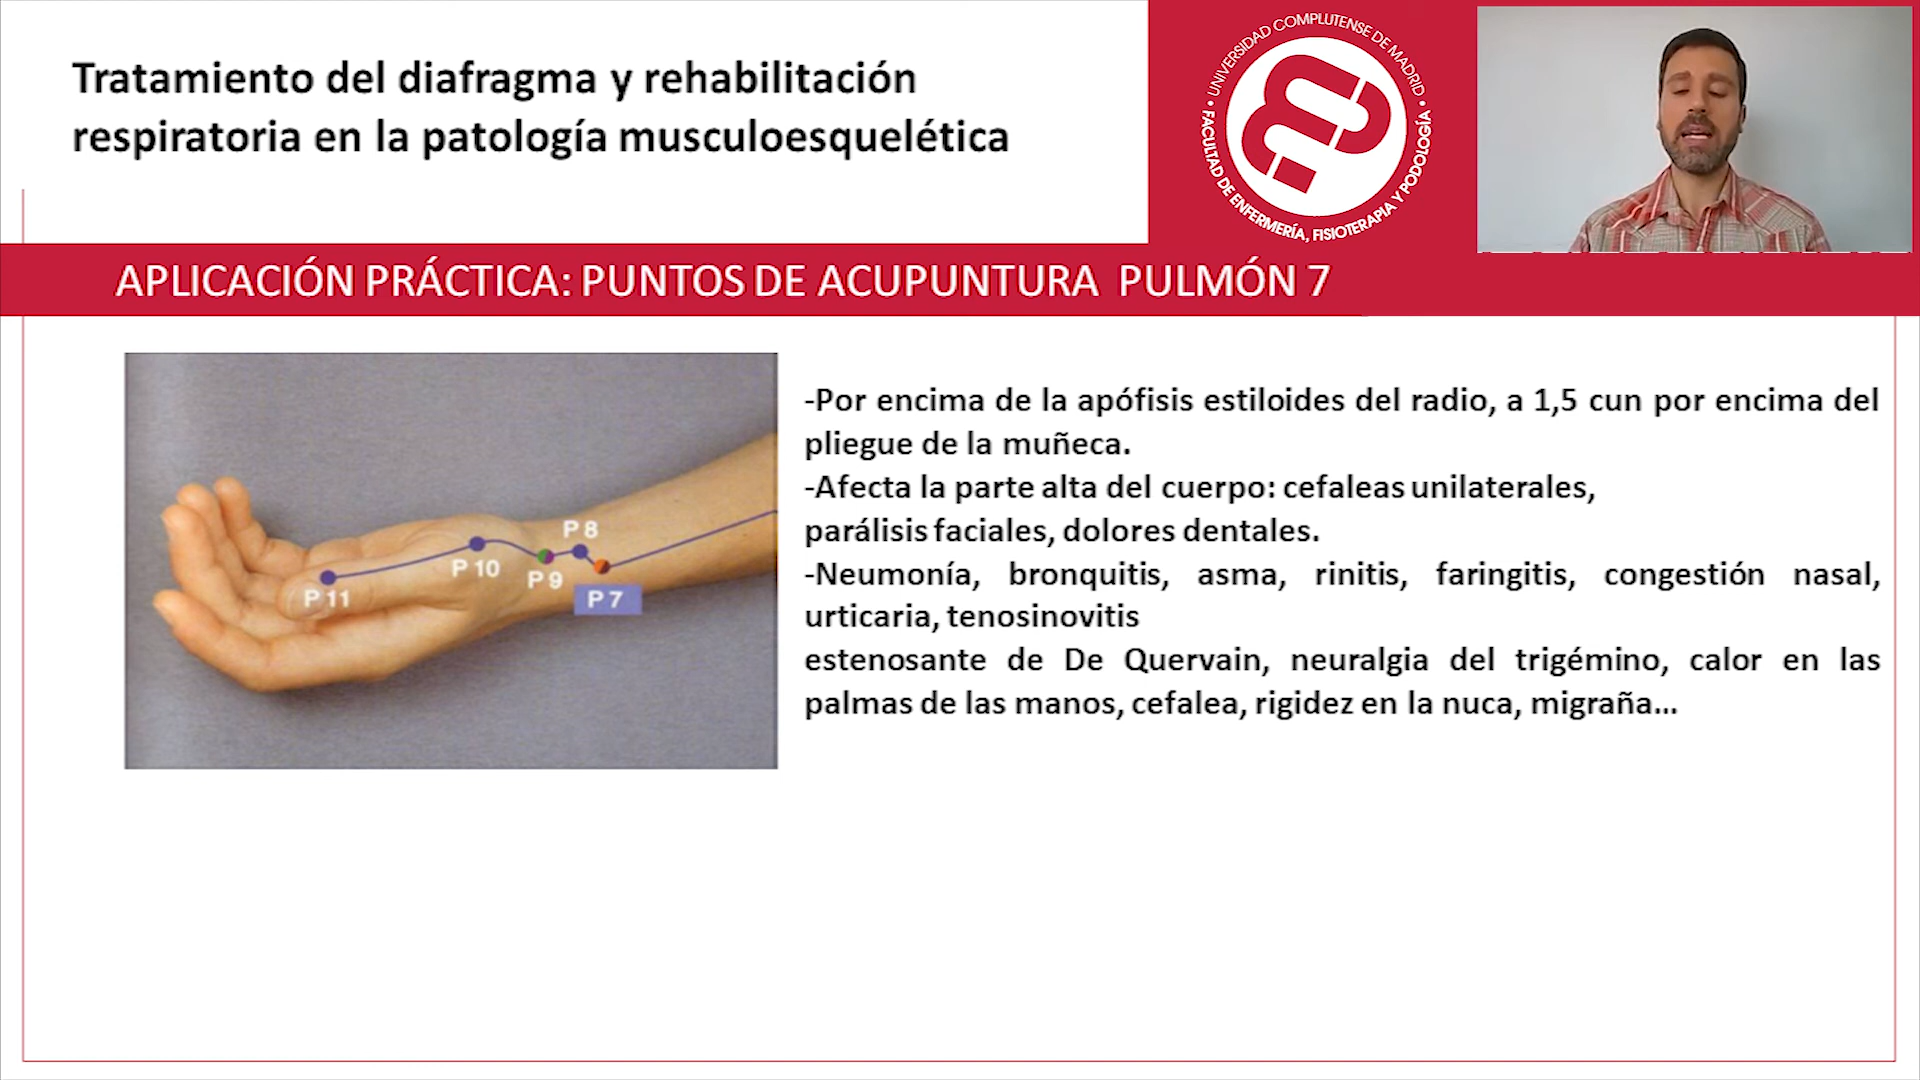 Tratamiento del diafragma y rehabilitación
respiratoria en la patología musculoesquelética
• UNIVERSIDAD COMPLUTENSE DE MADRID •
FACULTAD DE ENFERMERÍA, FISIOTERAPIA Y PODOLOGÍA
APLICACIÓN PRÁCTICA: PUNTOS DE ACUPUNTURA PULMÓN 7
P 8
P 10
P 9
P 11
P 7
-Por encima de la apófisis estiloides del radio, a 1,5 cun por encima del
pliegue de la muñeca.
-Afecta la parte alta del cuerpo: cefaleas unilaterales,
parálisis faciales, dolores dentales.
-Neumonía, bronquitis, asma, rinitis, faringitis, congestión nasal,
urticaria, tenosinovitis
estenosante de De Quervain, neuralgia del trigémino, calor en las
palmas de las manos, cefalea, rigidez en la nuca, migraña...